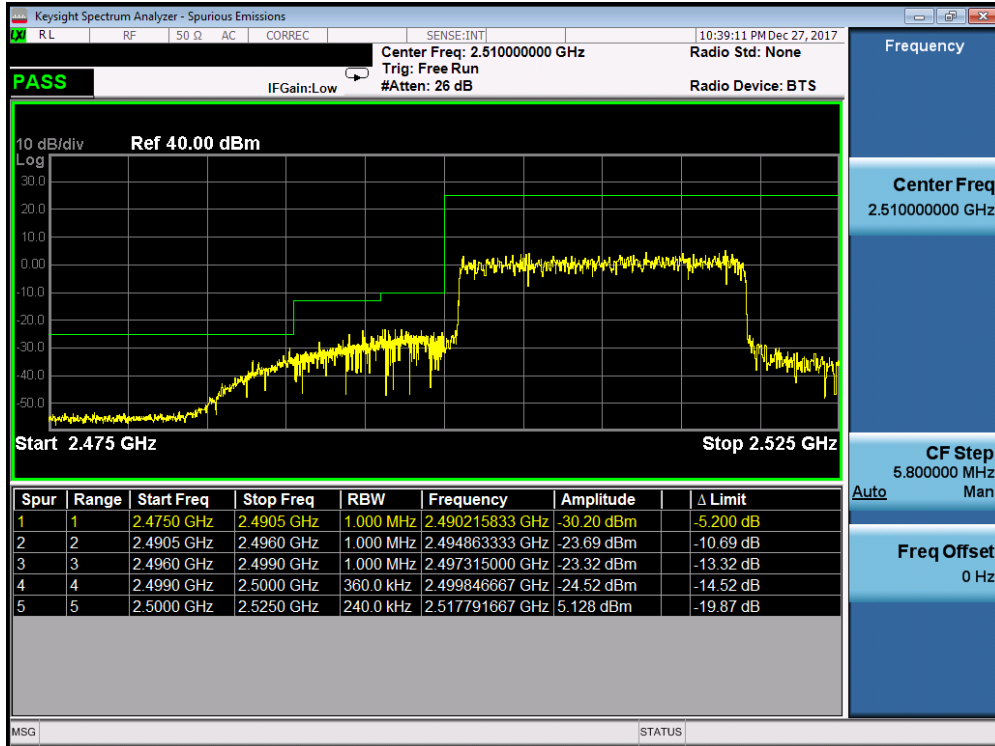 Keysight Spectrum Analyzer - Spurious Emissions
LXI RL RF 50 Ω AC CORREC SENSE:INT 10:39:11 PM Dec 27, 2017
Center Freq: 2.510000000 GHz Radio Std: None
Trig: Free Run
PASS IFGain:Low #Atten: 26 dB Radio Device: BTS
10 dB/div Ref 40.00 dBm
Log
30.0
20.0
10.0
0.00
-10.0
-20.0
-30.0
-40.0
-50.0
Start 2.475 GHz Stop 2.525 GHz
Spur Range Start Freq Stop Freq RBW Frequency Amplitude Δ Limit
1 1 2.4750 GHz 2.4905 GHz 1.000 MHz 2.490215833 GHz -30.20 dBm -5.200 dB
2 2 2.4905 GHz 2.4960 GHz 1.000 MHz 2.494863333 GHz -23.69 dBm -10.69 dB
3 3 2.4960 GHz 2.4990 GHz 1.000 MHz 2.497315000 GHz -23.32 dBm -13.32 dB
4 4 2.4990 GHz 2.5000 GHz 360.0 kHz 2.499846667 GHz -24.52 dBm -14.52 dB
5 5 2.5000 GHz 2.5250 GHz 240.0 kHz 2.517791667 GHz 5.128 dBm -19.87 dB
MSG STATUS
Frequency
Center Freq
2.510000000 GHz
CF Step
5.800000 MHz
Auto Man
Freq Offset
0 Hz